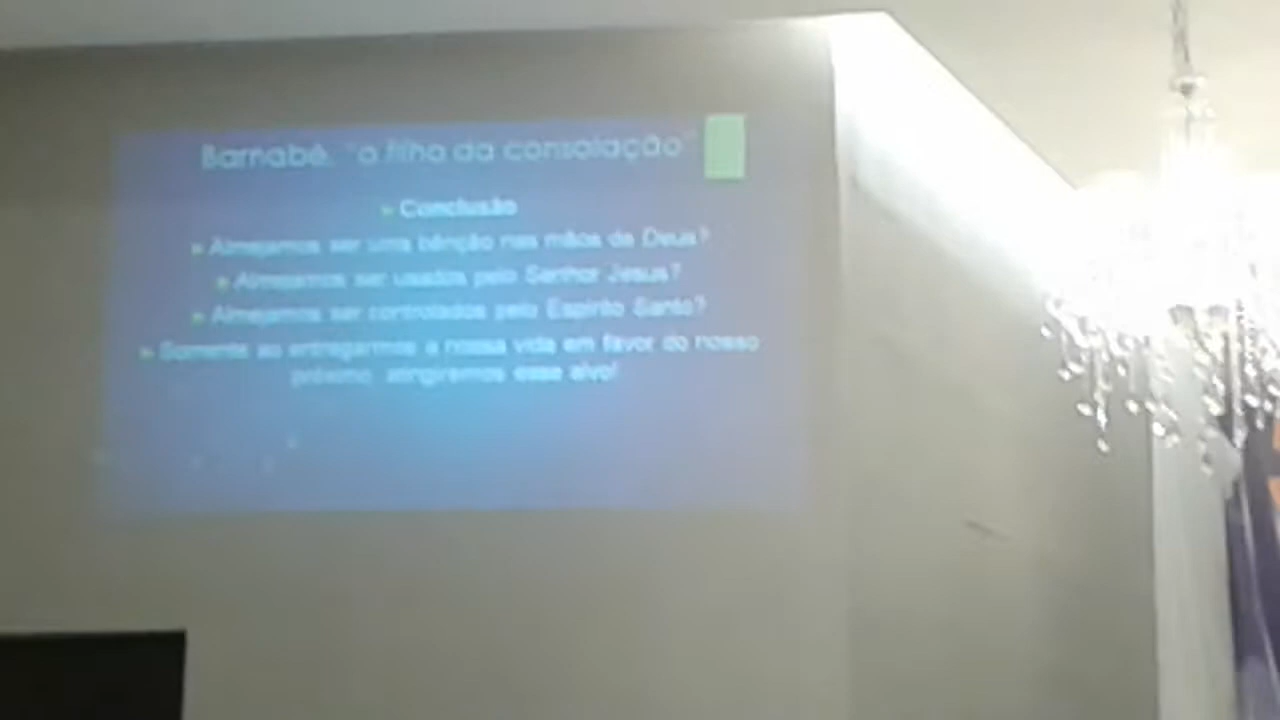 Barnabé, "o filho da consolação"
Conclusão
Almejamos ser uma bênção nas mãos de Deus?
Almejamos ser usados pelo Senhor Jesus?
Almejamos ser controlados pelo Espírito Santo?
Somente ao entregarmos a nossa vida em favor do nosso
próximo, atingiremos esse alvo!